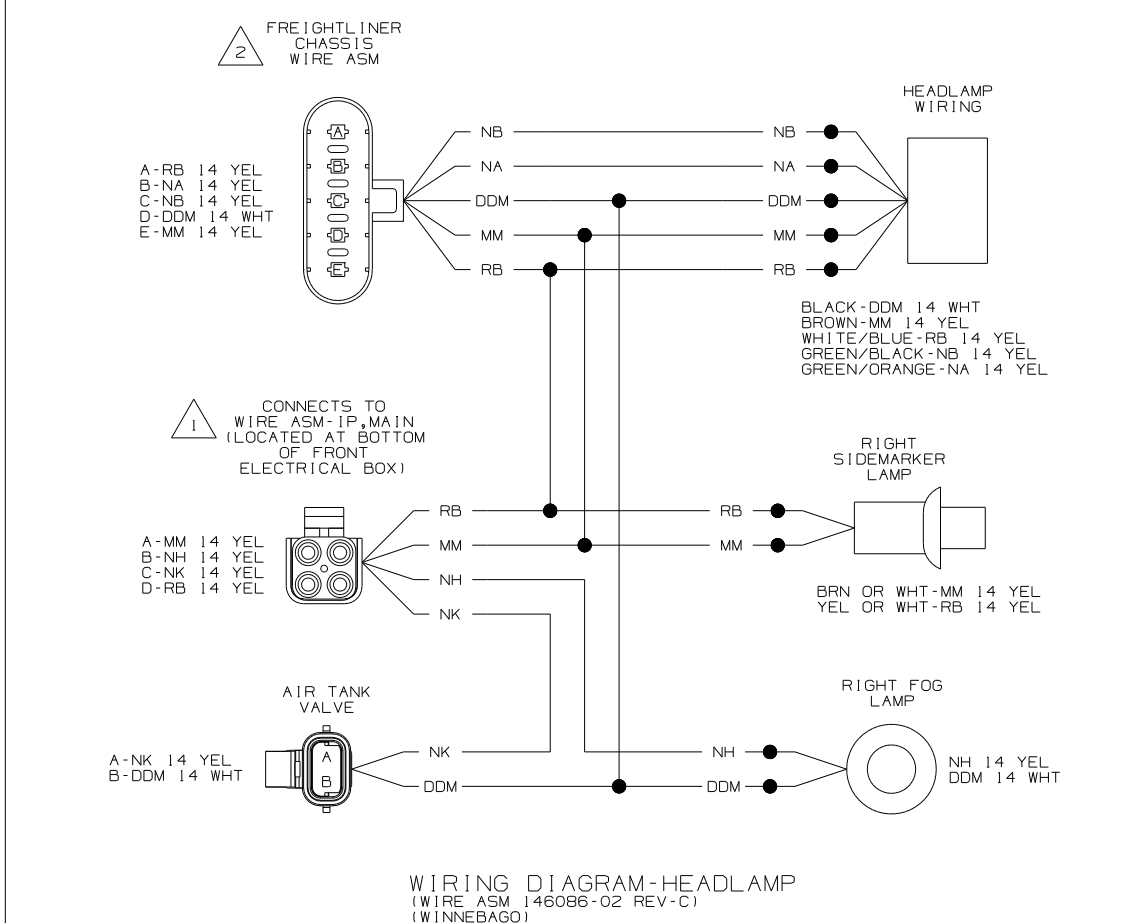 2
FREIGHTLINER
CHASSIS
WIRE ASM
A-RB 14 YEL
B-NA 14 YEL
C-NB 14 YEL
D-DDM 14 WHT
E-MM 14 YEL
A
B
C
D
E
NB
NA
DDM
MM
RB
NB
NA
DDM
MM
RB
HEADLAMP
WIRING
BLACK-DDM 14 WHT
BROWN-MM 14 YEL
WHITE/BLUE-RB 14 YEL
GREEN/BLACK-NB 14 YEL
GREEN/ORANGE-NA 14 YEL
1
CONNECTS TO
WIRE ASM-IP,MAIN
(LOCATED AT BOTTOM
OF FRONT
ELECTRICAL BOX)
A-MM 14 YEL
B-NH 14 YEL
C-NK 14 YEL
D-RB 14 YEL
RB
MM
NH
NK
RB
MM
RIGHT
SIDEMARKER
LAMP
BRN OR WHT-MM 14 YEL
YEL OR WHT-RB 14 YEL
AIR TANK
VALVE
A-NK 14 YEL
B-DDM 14 WHT
A
B
NK
DDM
NH
DDM
RIGHT FOG
LAMP
NH 14 YEL
DDM 14 WHT
WIRING DIAGRAM-HEADLAMP
(WIRE ASM 146086-02 REV-C)
(WINNEBAGO)